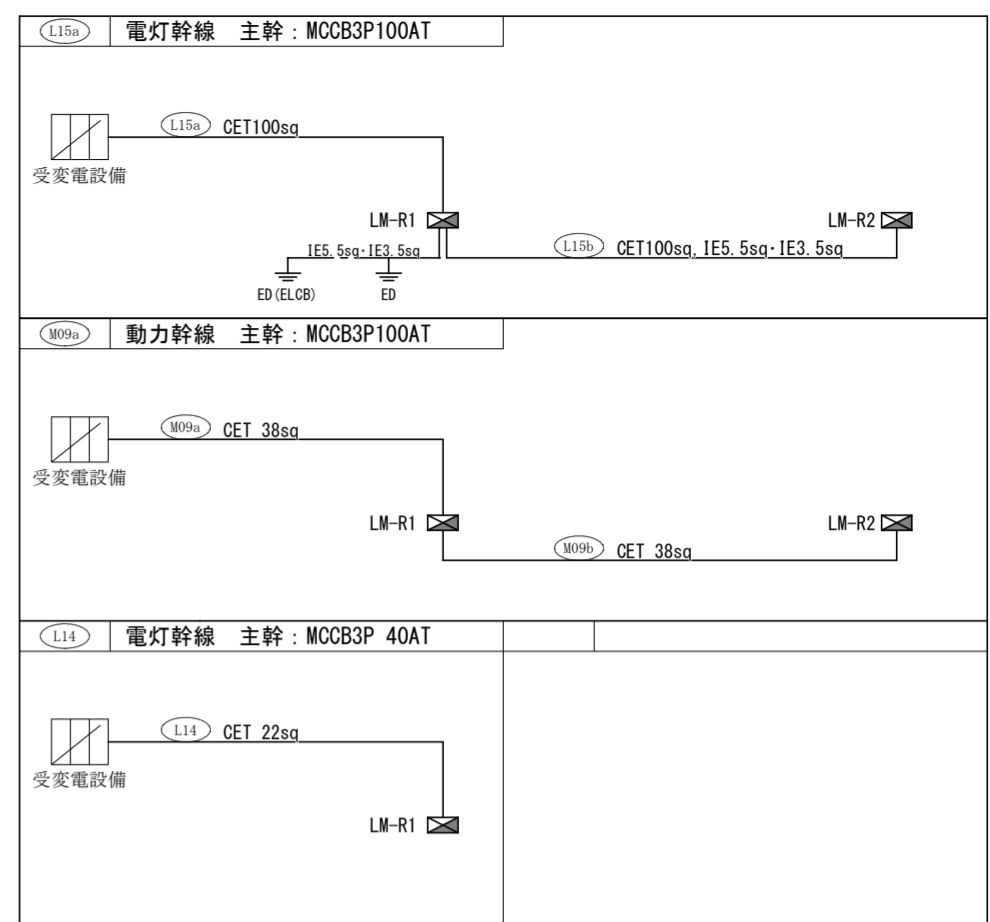 L15a 電灯幹線 主幹：MCCB3P100AT
L15a CET100sq
受変電設備
LM-R1 LM-R2
IE5.5sq･IE3.5sq L15b CET100sq, IE5.5sq･IE3.5sq
ED(ELCB) ED
M09a 動力幹線 主幹：MCCB3P100AT
M09a CET 38sq
受変電設備
LM-R1 LM-R2
M09b CET 38sq
L14 電灯幹線 主幹：MCCB3P 40AT
L14 CET 22sq
受変電設備
LM-R1